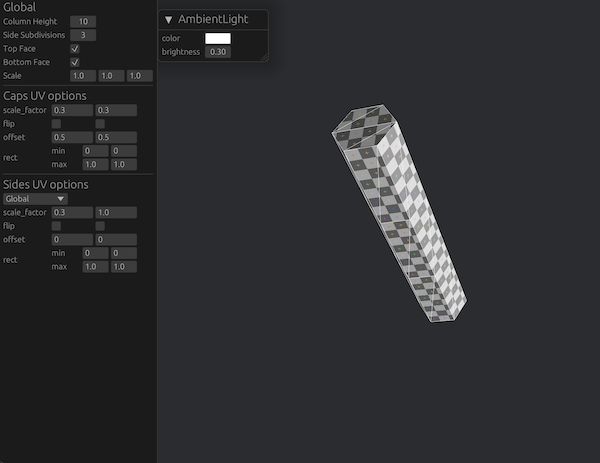 Global
Column Height 10
Side Subdivisions 3
Top Face
Bottom Face
Scale 1.0 1.0 1.0
Caps UV options
scale_factor 0.3 0.3
flip
offset 0.5 0.5
rect min 0 0
max 1.0 1.0
Sides UV options
Global
scale_factor 0.3 1.0
flip
offset 0 0
rect min 0 0
max 1.0 1.0
AmbientLight
color
brightness 0.30